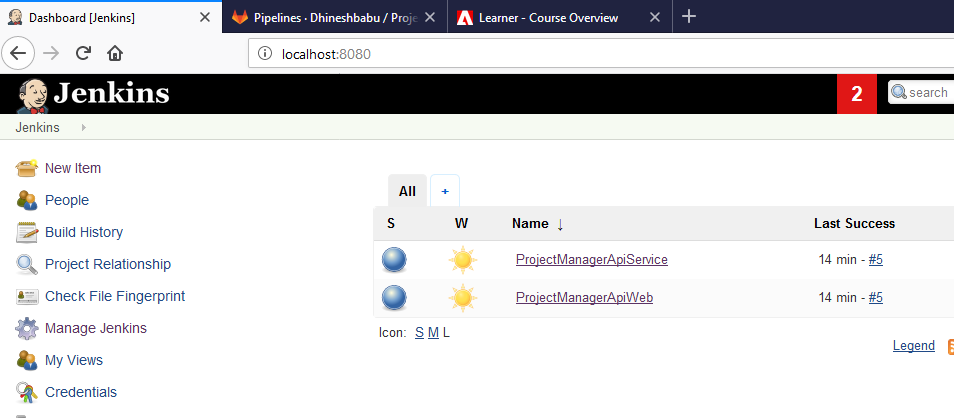 Dashboard [Jenkins]
Pipelines · Dhineshbabu / Proje
Learner - Course Overview
localhost:8080
Jenkins
2
search
Jenkins
New Item
People
Build History
Project Relationship
Check File Fingerprint
Manage Jenkins
My Views
Credentials
All +
S W Name ↓ Last Success
ProjectManagerApiService 14 min - #5
ProjectManagerApiWeb 14 min - #5
Icon: S M L
Legend